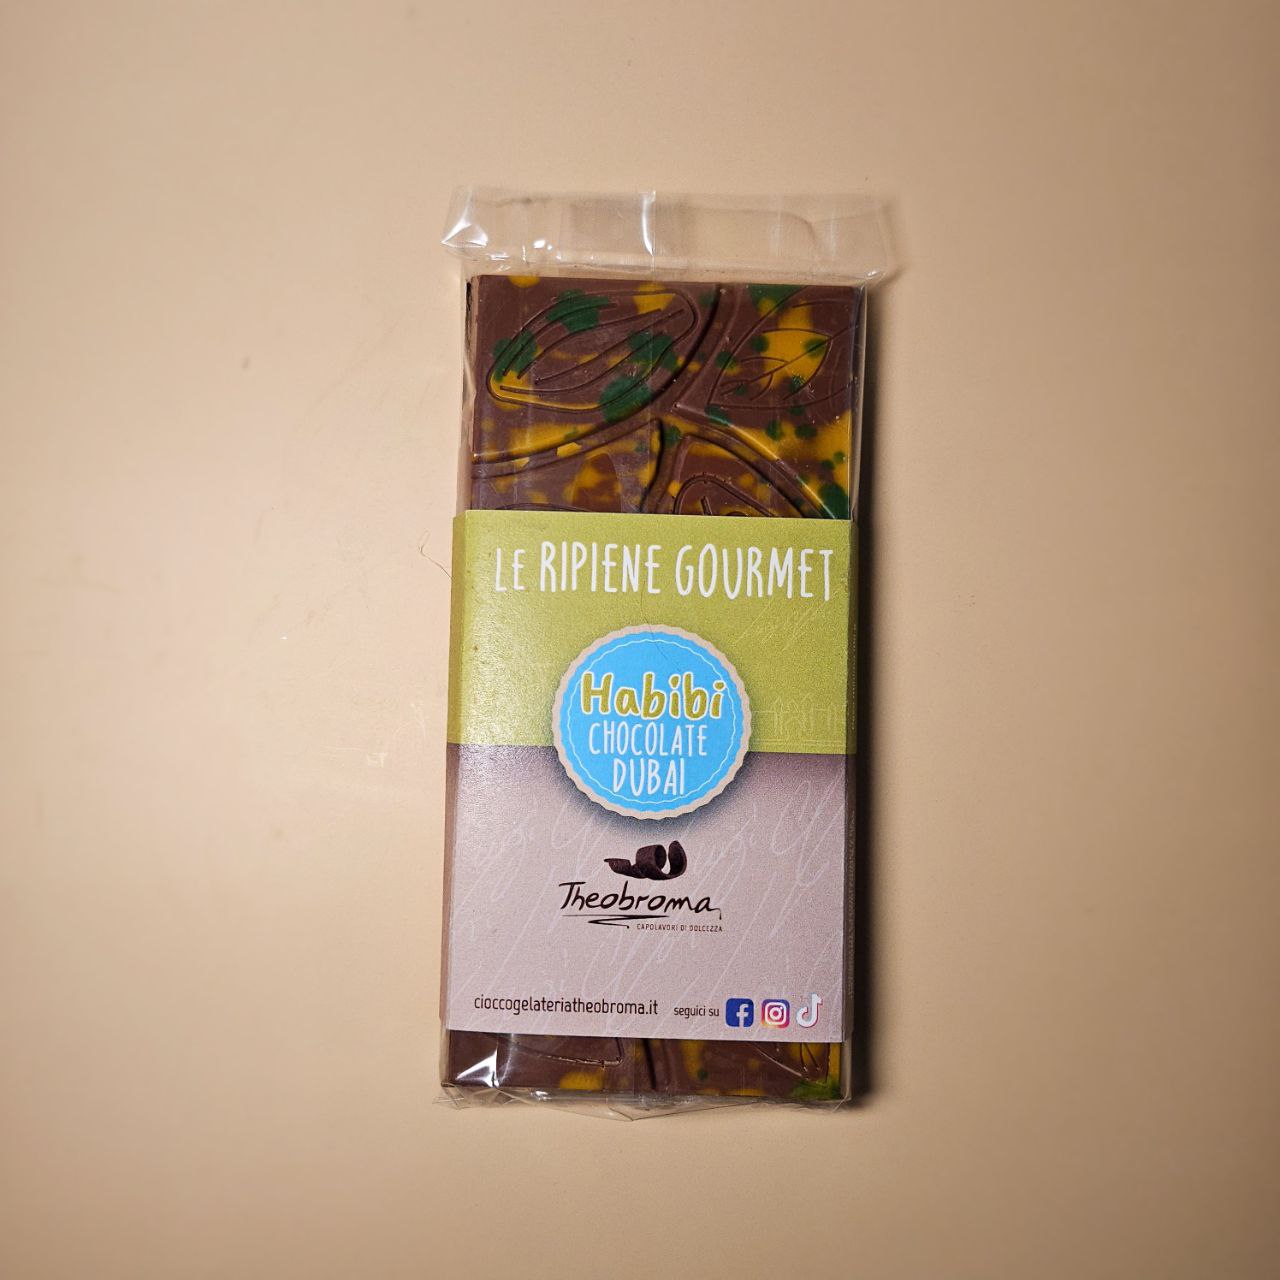 LE RIPIENE GOURMET
Habibi
CHOCOLATE
DUBAI
Theobroma
CAPOLAVORI DI DOLCEZZA
cioccogelateriatheobroma.it seguici su